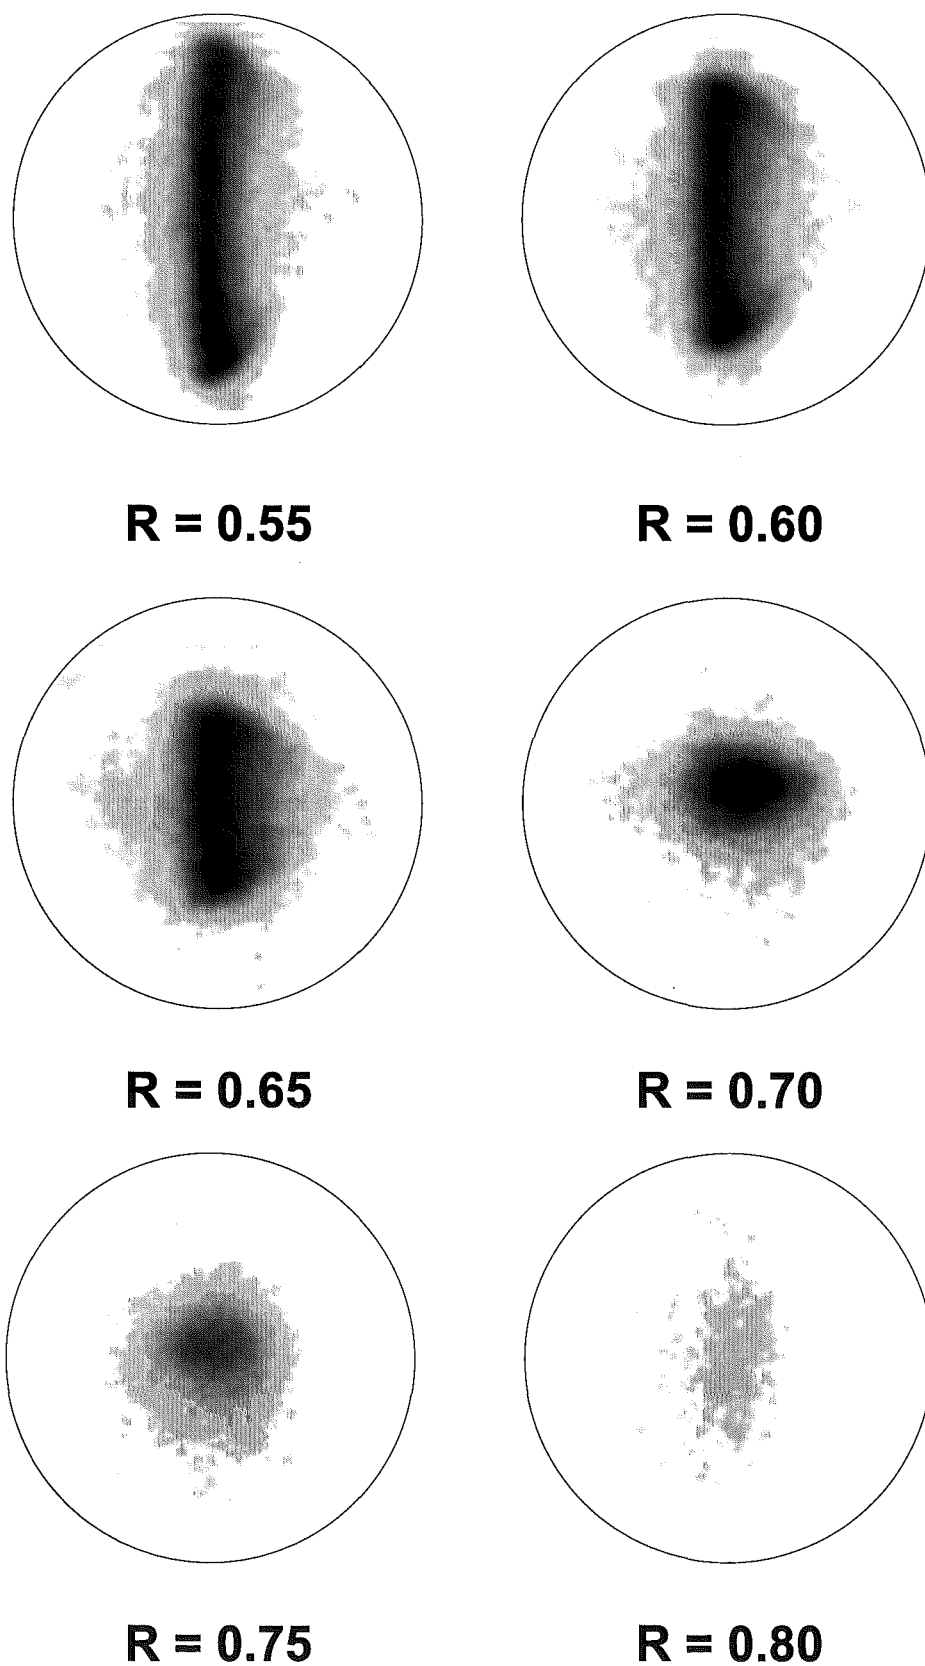 R = 0.55
R = 0.60
R = 0.65
R = 0.70
R = 0.75
R = 0.80